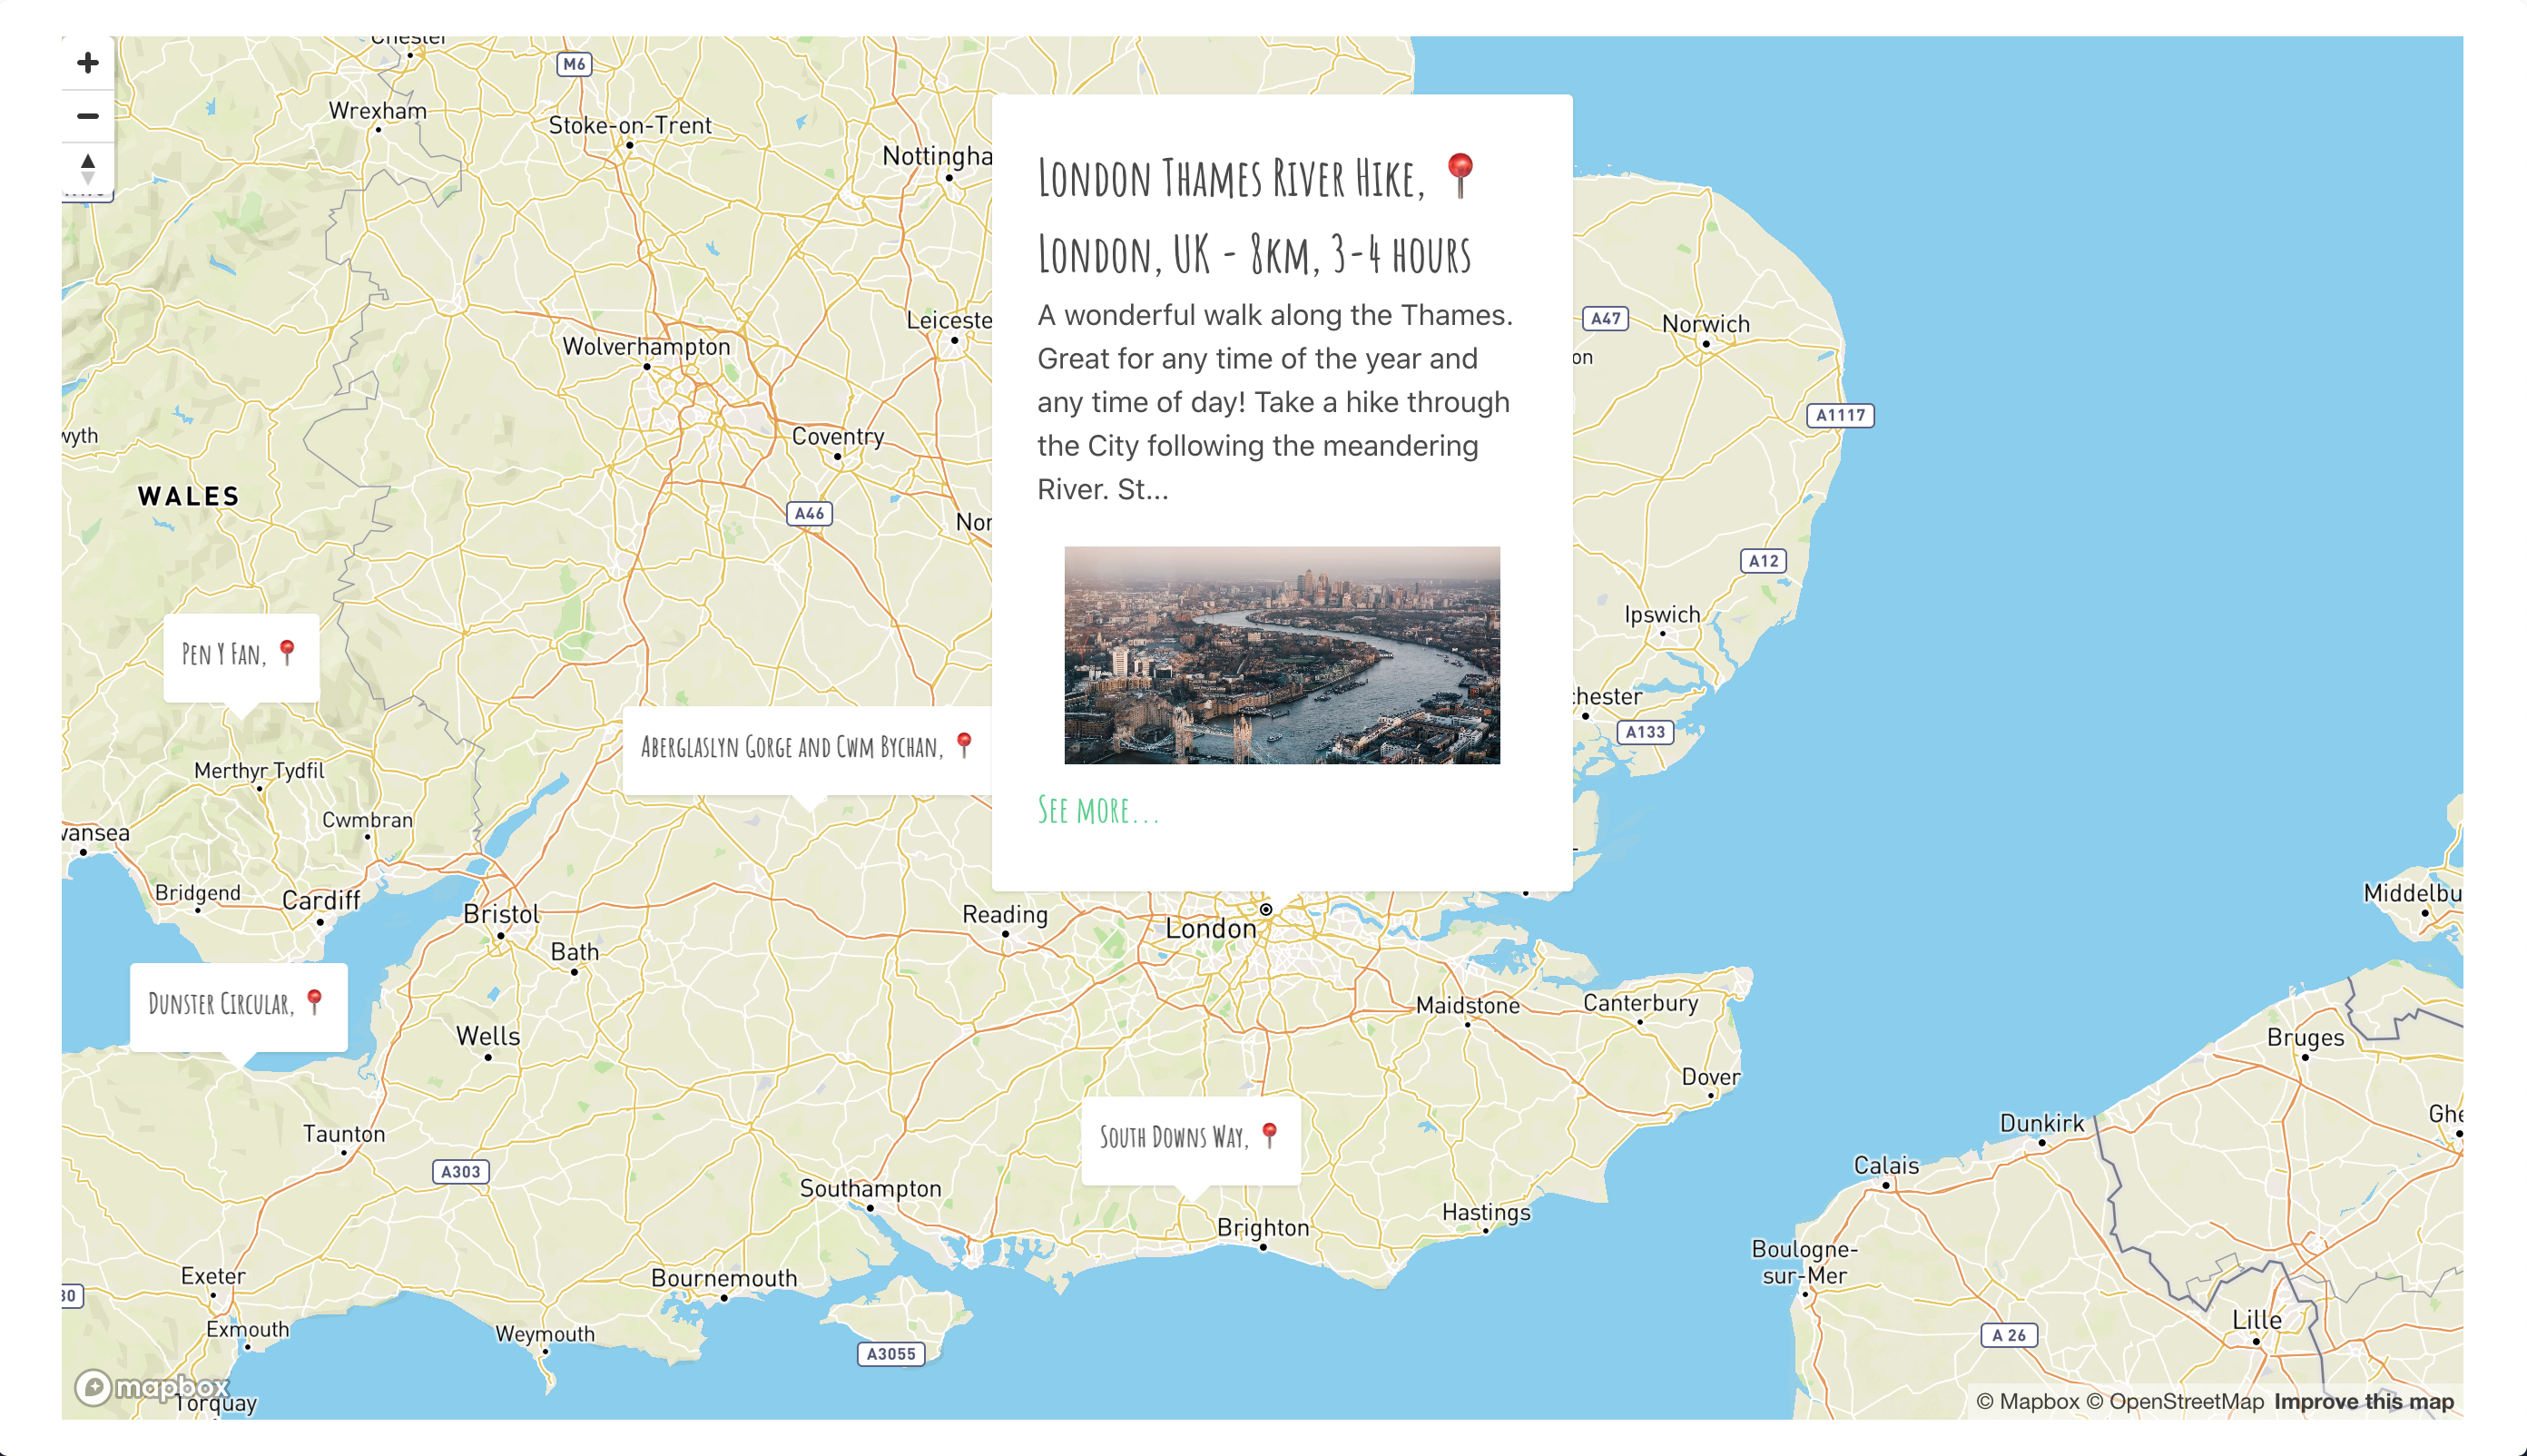 Chester
M6
Wrexham
Stoke-on-Trent
Nottingha
London Thames River Hike,
London, UK - 8km, 3-4 hours
A wonderful walk along the Thames.
Great for any time of the year and
any time of day! Take a hike through
the City following the meandering
River. St...
See more...
Leiceste
A47
Norwich
on
Wolverhampton
A1117
wyth
Coventry
WALES
A46
Nor
A12
Ipswich
Pen Y Fan,
chester
A133
Aberglaslyn Gorge and Cwm Bychan,
Merthyr Tydfil
Cwmbran
vansea
Bridgend
Cardiff
Bristol
Reading
London
Middelbu
Bath
Dunster Circular,
Maidstone
Canterbury
Wells
Bruges
Dover
Taunton
South Downs Way,
Dunkirk
Ghe
A303
Calais
Southampton
Hastings
Brighton
Boulogne-
sur-Mer
Exeter
Bournemouth
30
Exmouth
Weymouth
Lille
A 26
A3055
mapbox
Torquay
© Mapbox © OpenStreetMap Improve this map